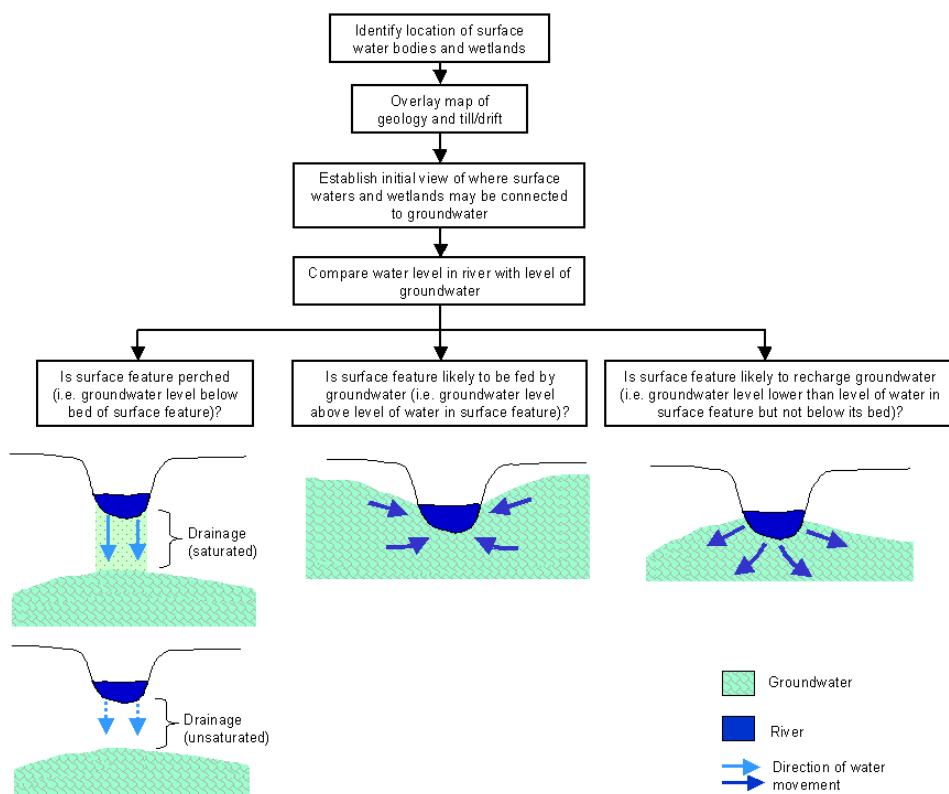 Identify location of surface
water bodies and wetlands
Overlay map of
geology and till/drift
Establish initial view of where surface
waters and wetlands may be connected
to groundwater
Compare water level in river with level of
groundwater
Is surface feature perched
(i.e. groundwater level below
bed of surface feature)?
Is surface feature likely to be fed by
groundwater (i.e. groundwater level
above level of water in surface feature)?
Is surface feature likely to recharge groundwater
(i.e. groundwater level lower than level of water in
surface feature but not below its bed)?
Drainage
(saturated)
Drainage
(unsaturated)
Groundwater
River
Direction of water
movement